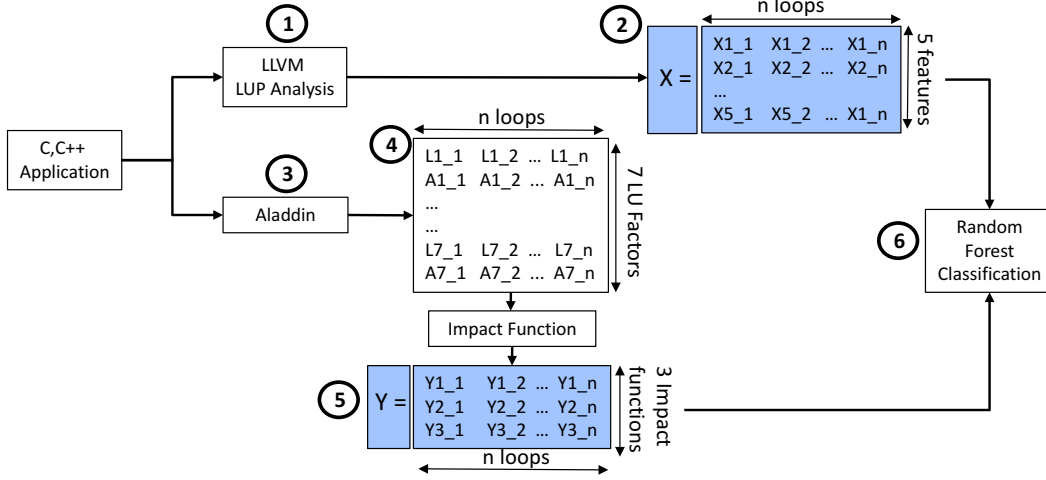 1
LLVM
LUP Analysis
2
n loops
X =
X1_1 X1_2 ... X1_n
X2_1 X2_2 ... X2_n
...
X5_1 X5_2 ... X1_n
5 features
C,C++
Application
3
Aladdin
4
n loops
L1_1 L1_2 ... L1_n
A1_1 A1_2 ... A1_n
...
...
L7_1 L7_2 ... L7_n
A7_1 A7_2 ... A7_n
7 LU Factors
6
Random
Forest
Classification
Impact Function
5
Y =
Y1_1 Y1_2 ... Y1_n
Y2_1 Y2_2 ... Y2_n
Y3_1 Y3_2 ... Y3_n
3 Impact
functions
n loops